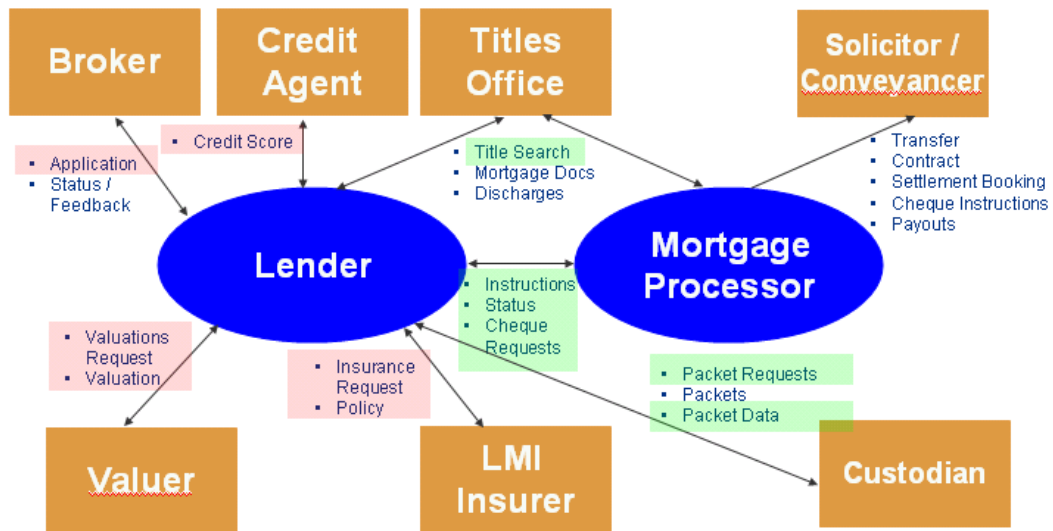 Broker
Credit
Agent
Titles
Office
Solicitor /
Conveyancer
▪ Application
▪ Status /
Feedback
▪ Credit Score
▪ Title Search
▪ Mortgage Docs
▪ Discharges
▪ Transfer
▪ Contract
▪ Settlement Booking
▪ Cheque Instructions
▪ Payouts
Lender
Mortgage
Processor
▪ Instructions
▪ Status
▪ Cheque
Requests
▪ Valuations
Request
▪ Valuation
▪ Insurance
Request
▪ Policy
▪ Packet Requests
▪ Packets
▪ Packet Data
Valuer
LMI
Insurer
Custodian